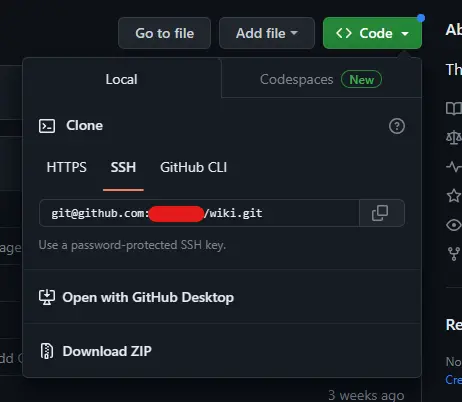 Go to file
Add file
<> Code
Ab
Local
Codespaces New
Th
Clone
HTTPS SSH GitHub CLI
git@github.com: /wiki.git
Use a password-protected SSH key.
age
Open with GitHub Desktop
Re
Download ZIP
dd
No
Cre
3 weeks ago